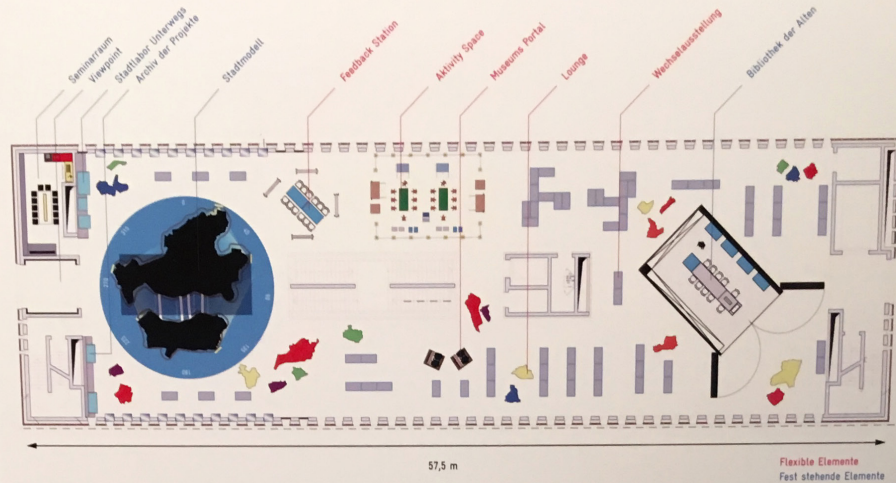 Seminarraum
Viewpoint
Stadtlabor Unterwegs
Archiv der Projekte
Stadtmodell
Feedback Station
Aktivity Space
Museums Portal
Lounge
Wechselausstellung
Bibliothek der Alten
57,5 m
Flexible Elemente
Fest stehende Elemente